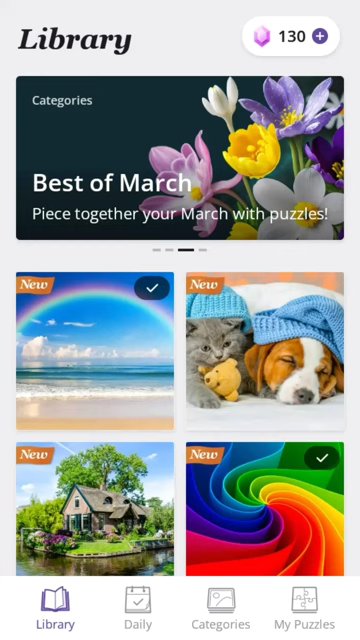 Library
130
Categories
Best of March
Piece together your March with puzzles!
New
New
New
New
Library
Daily
Categories
My Puzzles